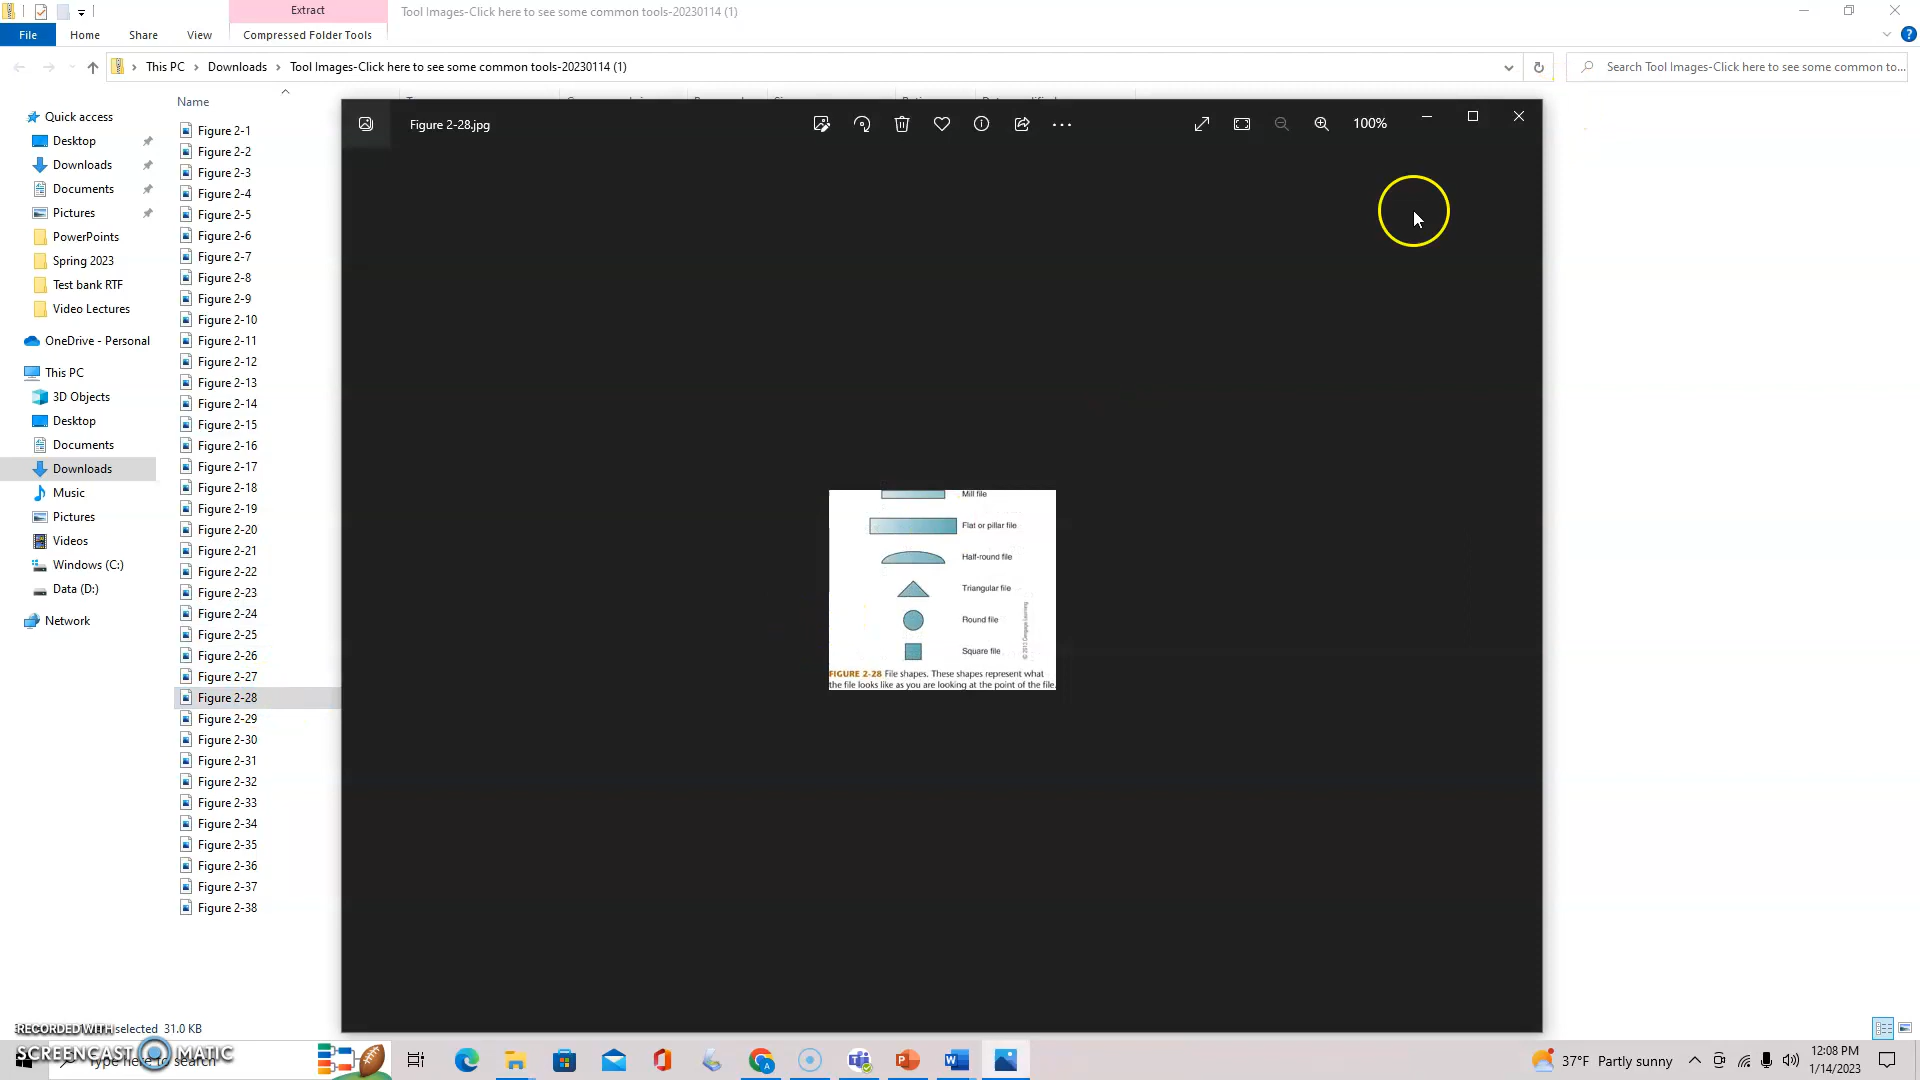 Extract
Tool Images-Click here to see some common tools-20230114 (1)
File
Home
Share
View
Compressed Folder Tools
This PC
Downloads
Tool Images-Click here to see some common tools-20230114 (1)
Search Tool Images-Click here to see some common to...
Quick access
Desktop
Downloads
Documents
Pictures
PowerPoints
Spring 2023
Test bank RTF
Video Lectures
OneDrive - Personal
This PC
3D Objects
Desktop
Documents
Downloads
Music
Pictures
Videos
Windows (C:)
Data (D:)
Network
Name
Figure 2-1
Figure 2-2
Figure 2-3
Figure 2-4
Figure 2-5
Figure 2-6
Figure 2-7
Figure 2-8
Figure 2-9
Figure 2-10
Figure 2-11
Figure 2-12
Figure 2-13
Figure 2-14
Figure 2-15
Figure 2-16
Figure 2-17
Figure 2-18
Figure 2-19
Figure 2-20
Figure 2-21
Figure 2-22
Figure 2-23
Figure 2-24
Figure 2-25
Figure 2-26
Figure 2-27
Figure 2-28
Figure 2-29
Figure 2-30
Figure 2-31
Figure 2-32
Figure 2-33
Figure 2-34
Figure 2-35
Figure 2-36
Figure 2-37
Figure 2-38
Figure 2-28.jpg
100%
Mill file
Flat or pillar file
Half-round file
Triangular file
Round file
Square file
© 2012 Cengage Learning
FIGURE 2-28 File shapes. These shapes represent what
the file looks like as you are looking at the point of the file.
selected 31.0 KB
RECORDED WITH
SCREENCAST MATIC
Type here to search
37°F Partly sunny
12:08 PM
1/14/2023